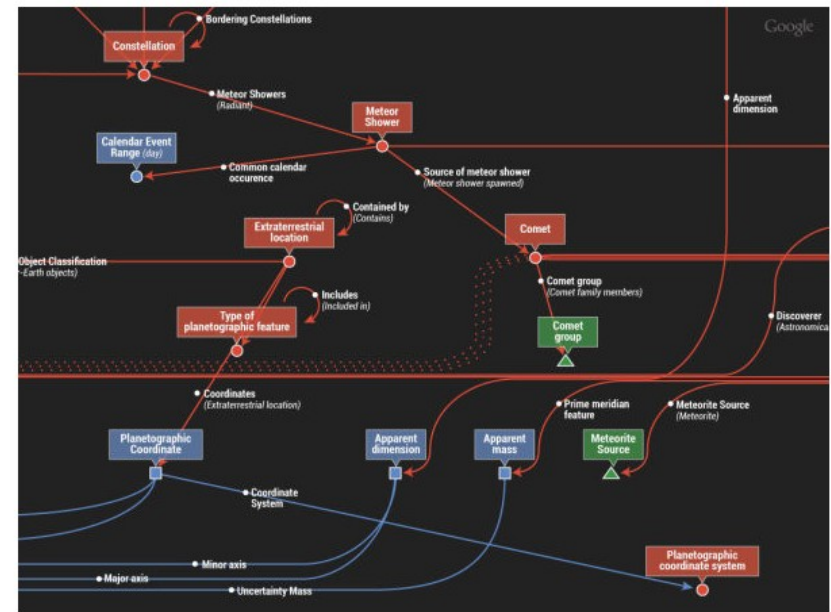 Bordering Constellations
Google
Constellation
Meteor Showers
(Radiant)
Apparent
dimension
Meteor
Shower
Calendar Event
Range (day)
Common calendar
occurence
Source of meteor shower
(Meteor shower spawned)
Contained by
(Contains)
Extraterrestrial
location
Comet
Object Classification
-Earth objects)
Includes
(Included in)
Comet group
(Comet family members)
Type of
planetographic feature
Comet
group
Discoverer
(Astronomica
Coordinates
(Extraterrestrial location)
Prime meridian
feature
Meteorite Source
(Meteorite)
Planetographic
Coordinate
Apparent
dimension
Apparent
mass
Meteorite
Source
Coordinate
System
Minor axis
Major axis
Uncertainty Mass
Planetographic
coordinate system